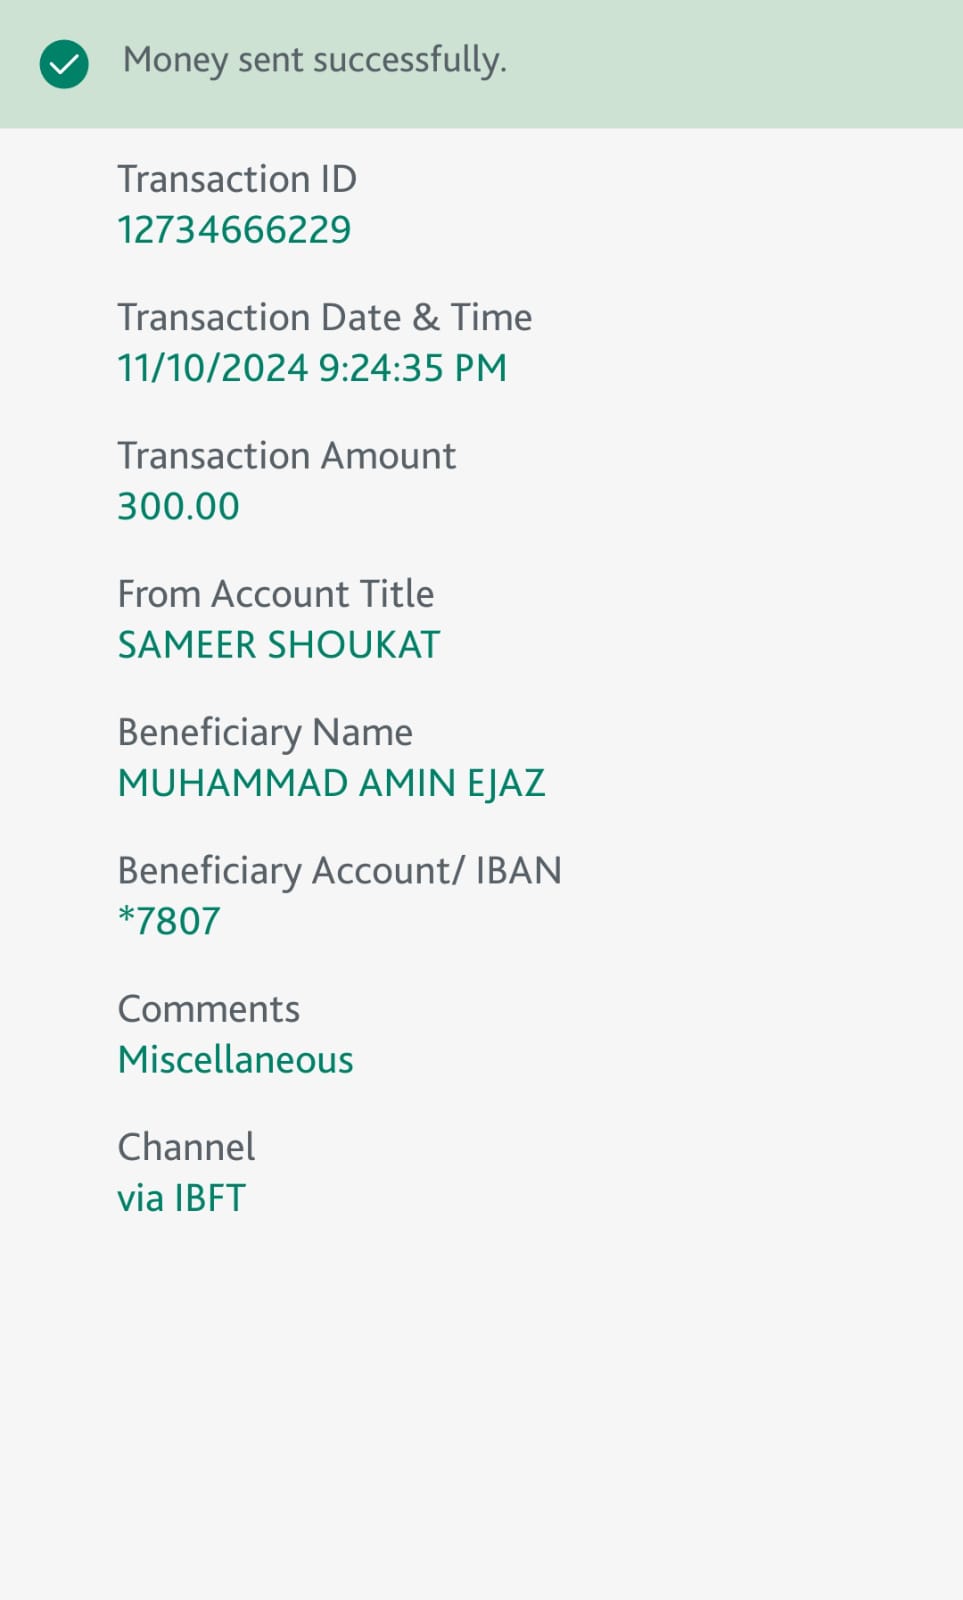 Money sent successfully.
Transaction ID
12734666229
Transaction Date & Time
11/10/2024 9:24:35 PM
Transaction Amount
300.00
From Account Title
SAMEER SHOUKAT
Beneficiary Name
MUHAMMAD AMIN EJAZ
Beneficiary Account/ IBAN
*7807
Comments
Miscellaneous
Channel
via IBFT